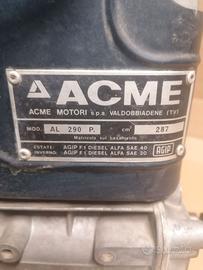 ACME
ACME MOTORI s.p.a. VALDOBBIADENE (TV)
MOD. AL 290 P. cm³ 287
Matricola sul basamento
ESTATE: AGIP F.1 DIESEL ALFA SAE 40
INVERNO: AGIP F.1 DIESEL ALFA SAE 30
AGIP
subito